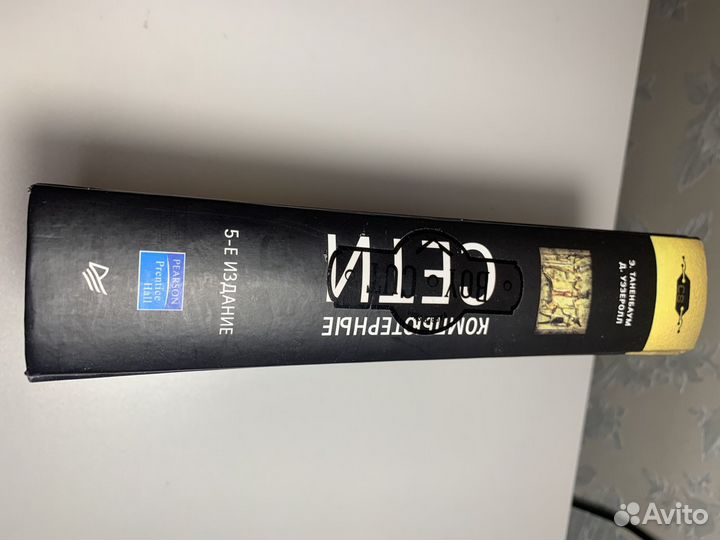 Э. ТАНЕНБАУМ
Д. УЭЗЕРОЛЛ
КОМПЬЮТЕРНЫЕ
СЕТИ
5-Е ИЗДАНИЕ
PEARSON
Prentice
Hall
Avito